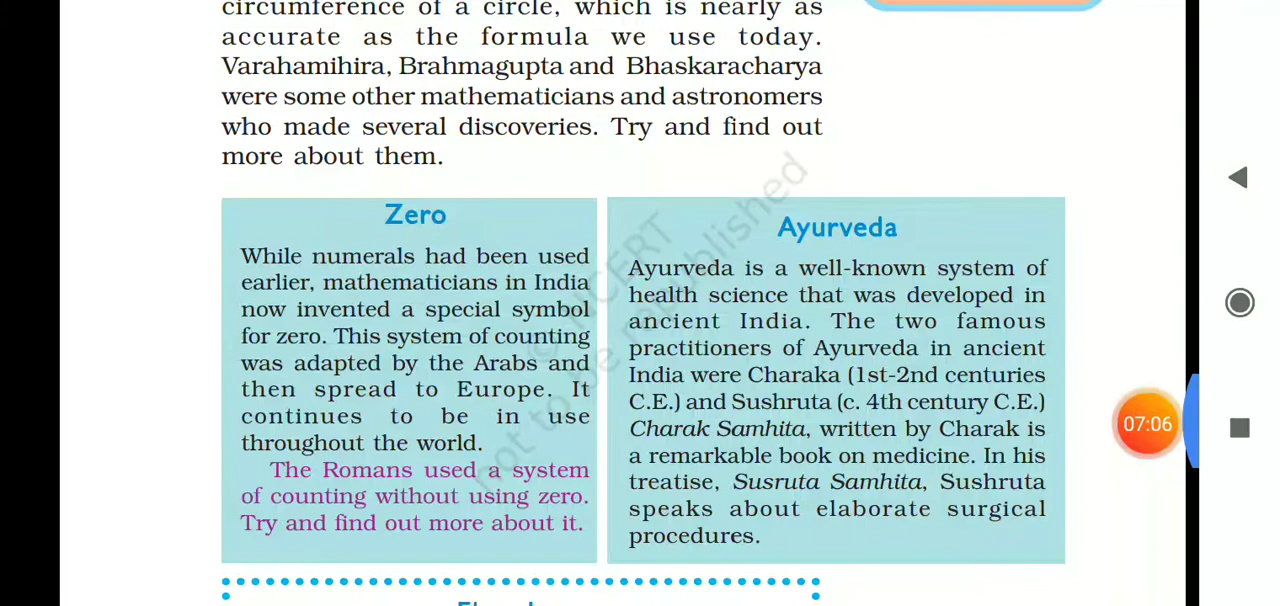 circumference of a circle, which is nearly as
accurate as the formula we use today.
Varahamihira, Brahmagupta and Bhaskaracharya
were some other mathematicians and astronomers
who made several discoveries. Try and find out
more about them.
Zero
While numerals had been used
earlier, mathematicians in India
now invented a special symbol
for zero. This system of counting
was adapted by the Arabs and
then spread to Europe. It
continues to be in use
throughout the world.
The Romans used a system
of counting without using zero.
Try and find out more about it.
Ayurveda
Ayurveda is a well-known system of
health science that was developed in
ancient India. The two famous
practitioners of Ayurveda in ancient
India were Charaka (1st-2nd centuries
C.E.) and Sushruta (c. 4th century C.E.)
Charak Samhita, written by Charak is
a remarkable book on medicine. In his
treatise, Susruta Samhita, Sushruta
speaks about elaborate surgical
procedures.
© NCERT
not to be republished
07:06